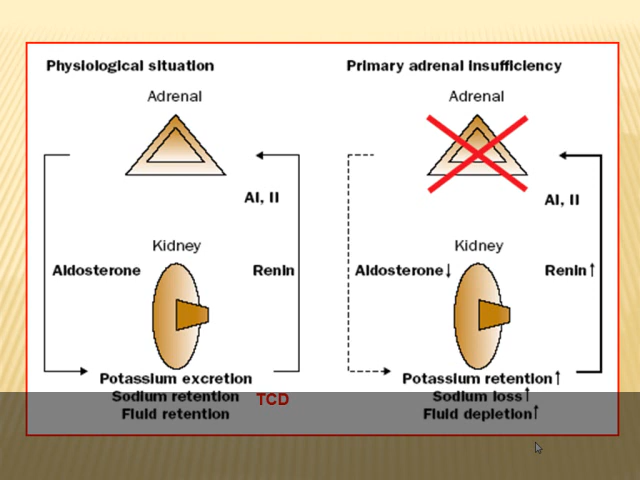 Physiological situation
Adrenal
AI, II
Kidney
Aldosterone
Renin
Potassium excretion
Sodium retention
Fluid retention
TCD
Primary adrenal insufficiency
Adrenal
AI, II
Kidney
Aldosterone↓
Renin↑
Potassium retention↑
Sodium loss↑
Fluid depletion↑